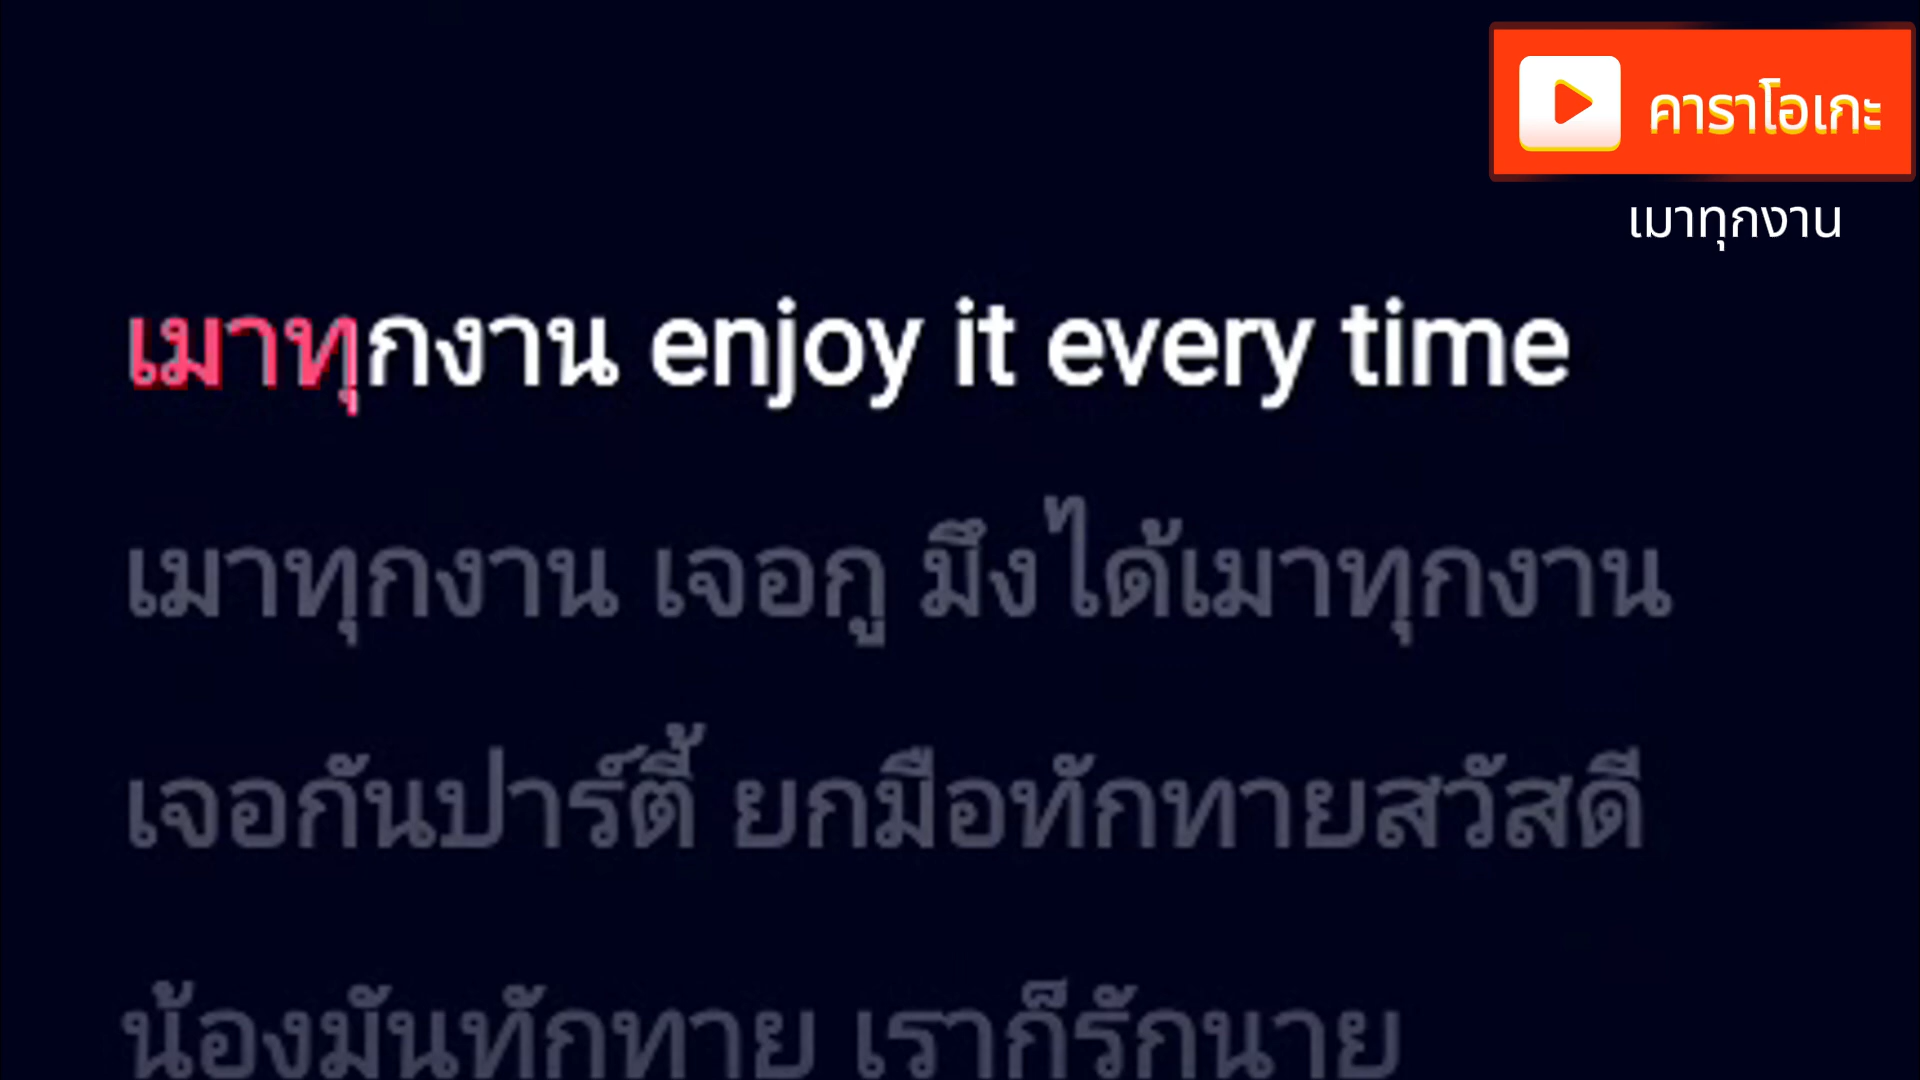 คาราโอเกะ
เมาทุกงาน
เมาทุกงาน enjoy it every time
เมาทุกงาน เจอกู มึงได้เมาทุกงาน
เจอกันปาร์ตี้ ยกมือทักทายสวัสดี
น้องมันทักทาย เราก็รักนาย